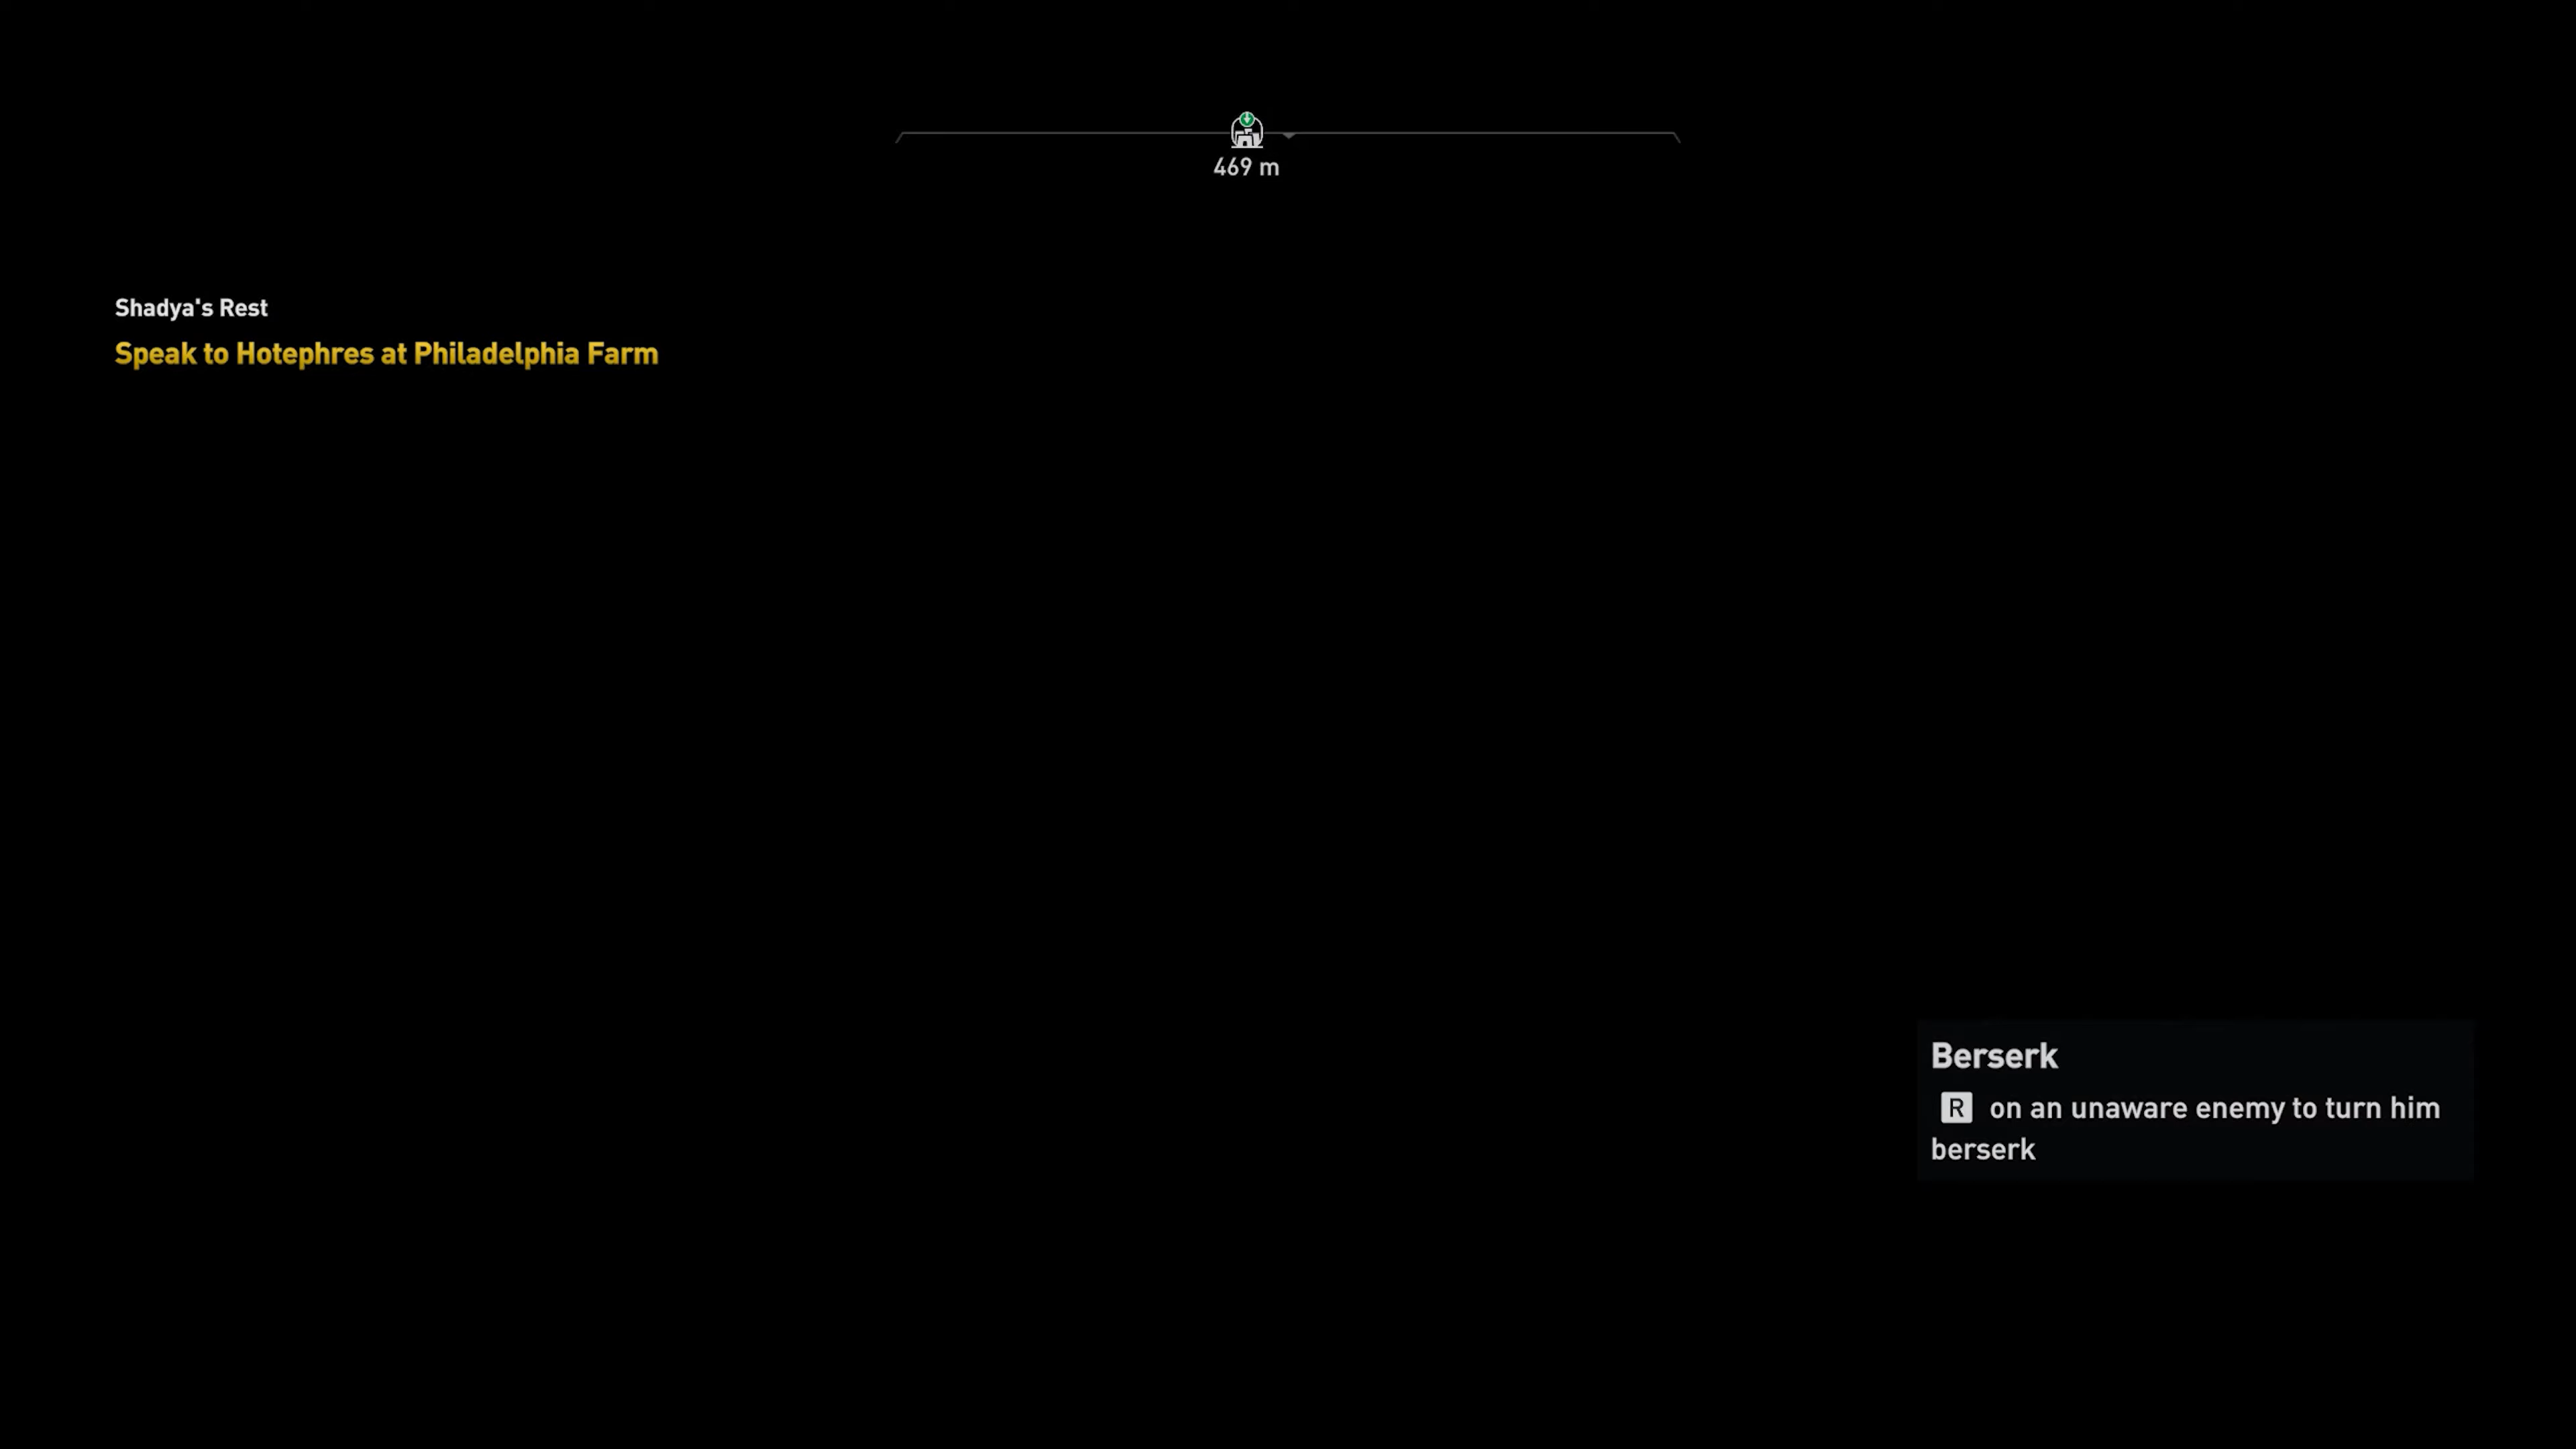 469 m
Shadya's Rest
Speak to Hotephres at Philadelphia Farm
Berserk
R on an unaware enemy to turn him
berserk